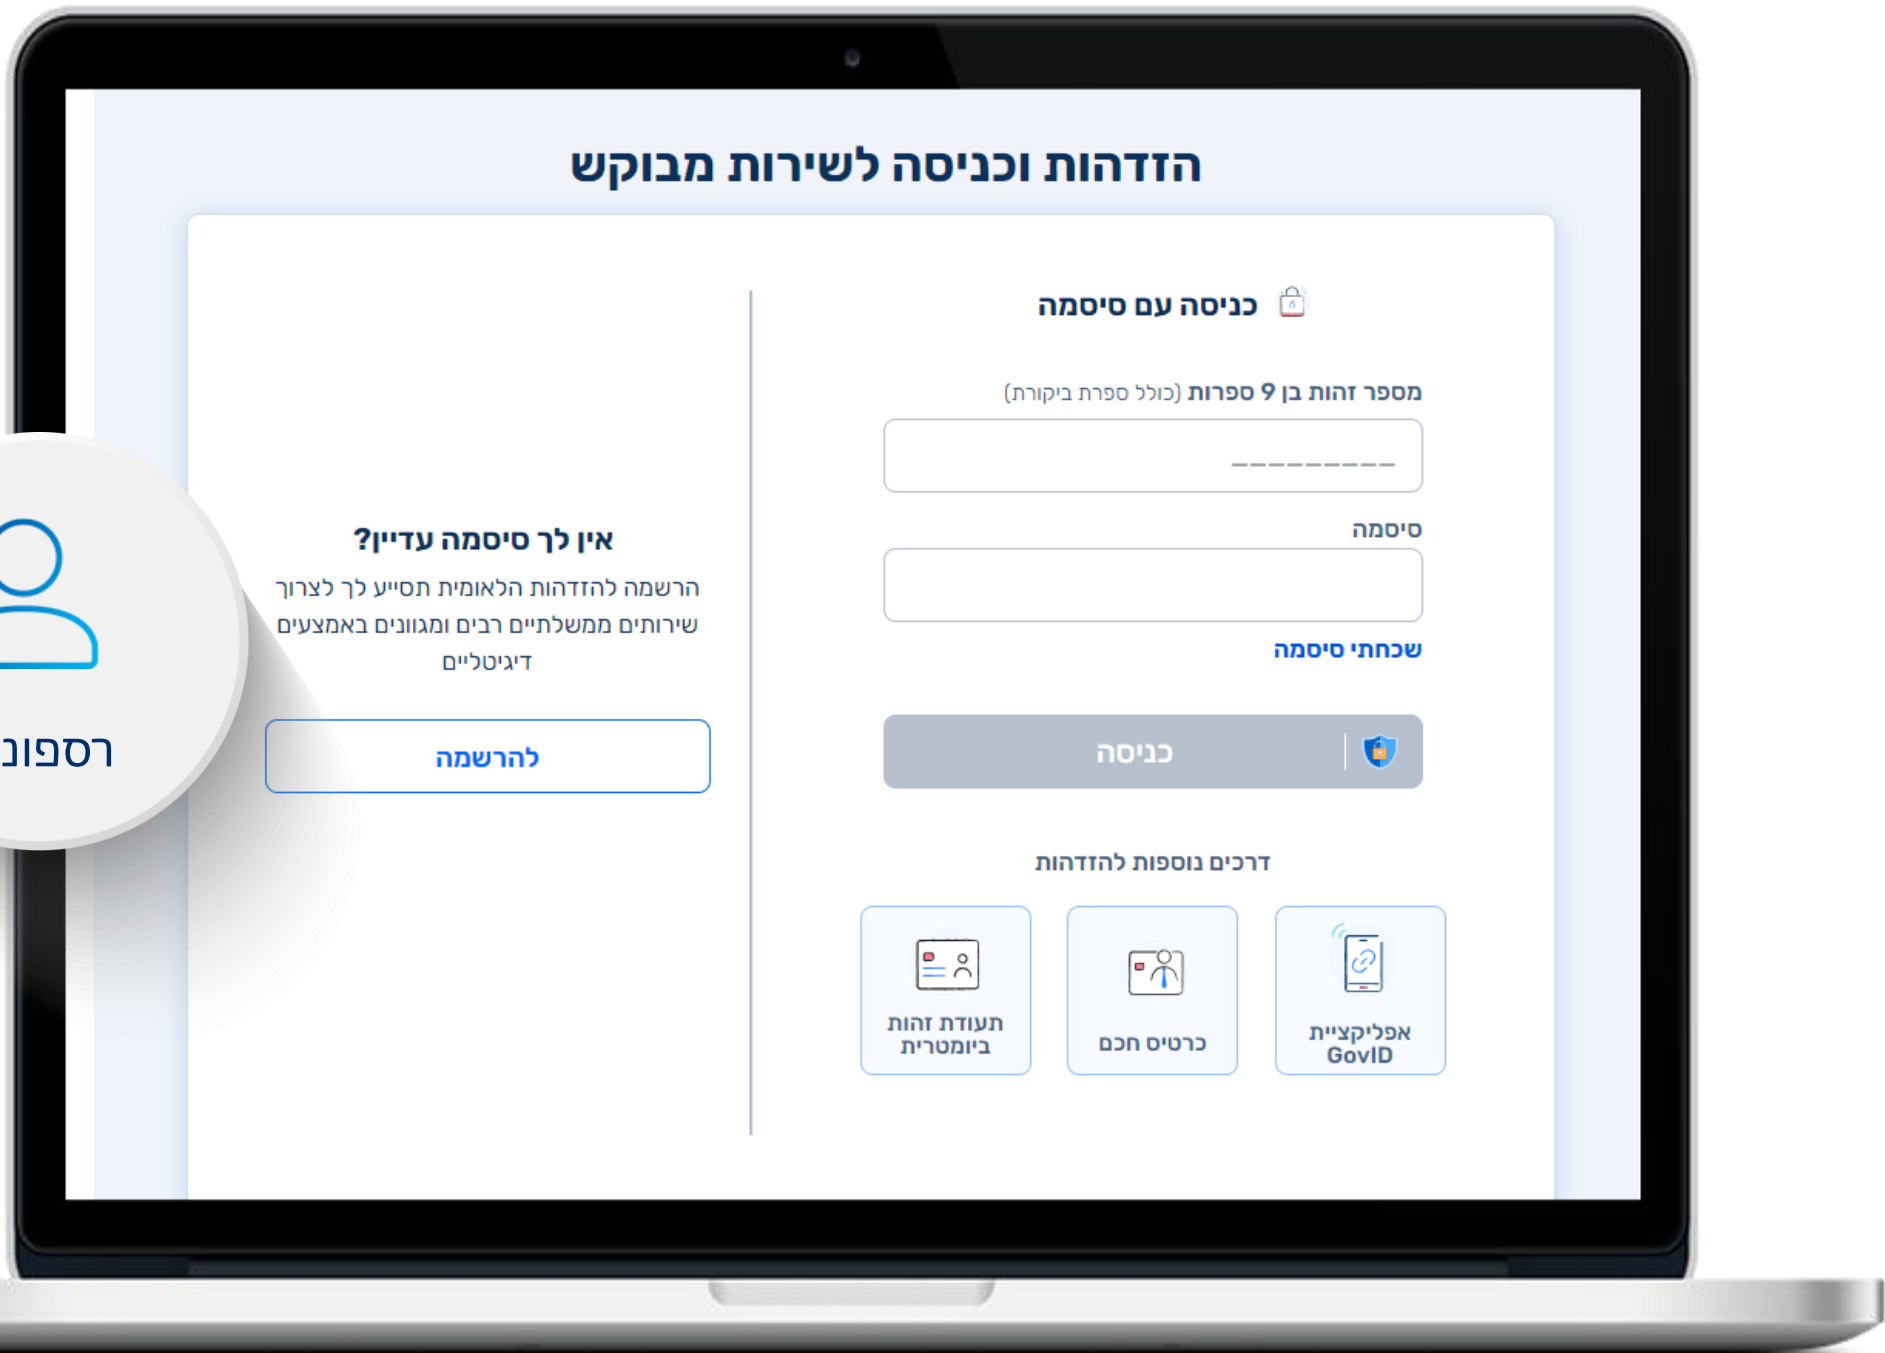 הזדהות וכניסה לשירות מבוקש
כניסה עם סיסמה
מספר זהות בן 9 ספרות (כולל ספרת ביקורת)
_________
סיסמה
שכחתי סיסמה
כניסה
דרכים נוספות להזדהות
אפליקציית
GovID
כרטיס חכם
תעודת זהות
ביומטרית
אין לך סיסמה עדיין?
הרשמה להזדהות הלאומית תסייע לך לצרוך
שירותים ממשלתיים רבים ומגוונים באמצעים
דיגיטליים
להרשמה